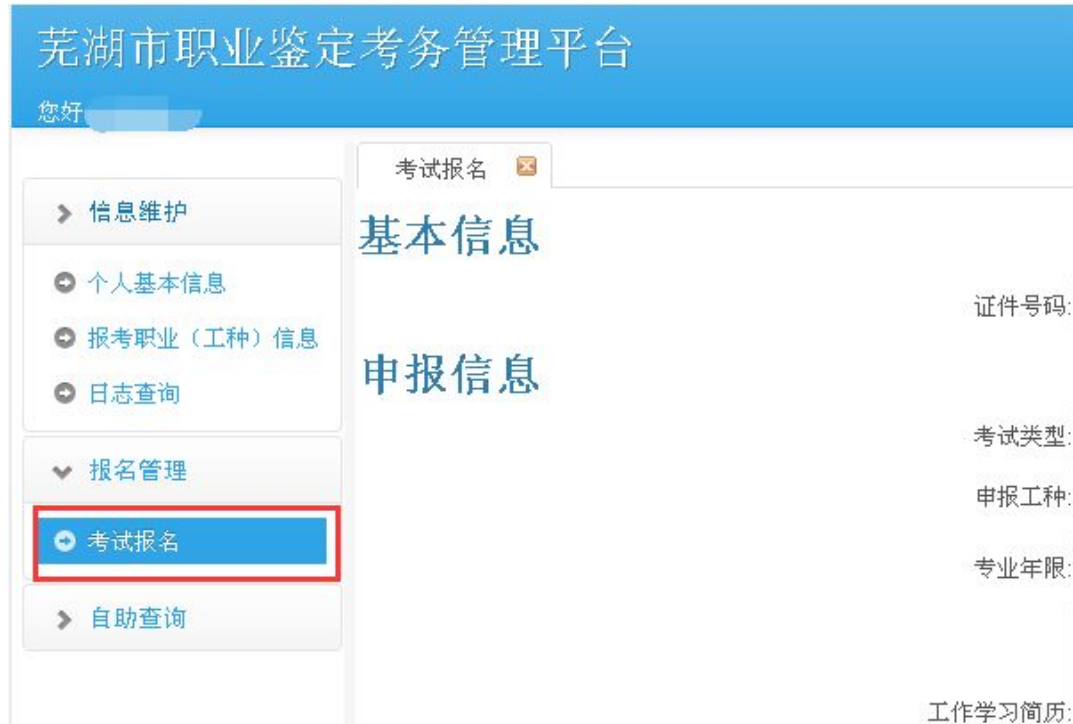 芜湖市职业鉴定考务管理平台
您好
考试报名
信息维护
基本信息
个人基本信息
证件号码:
报考职业（工种）信息
申报信息
日志查询
考试类型:
报名管理
申报工种:
考试报名
专业年限:
自助查询
工作学习简历: